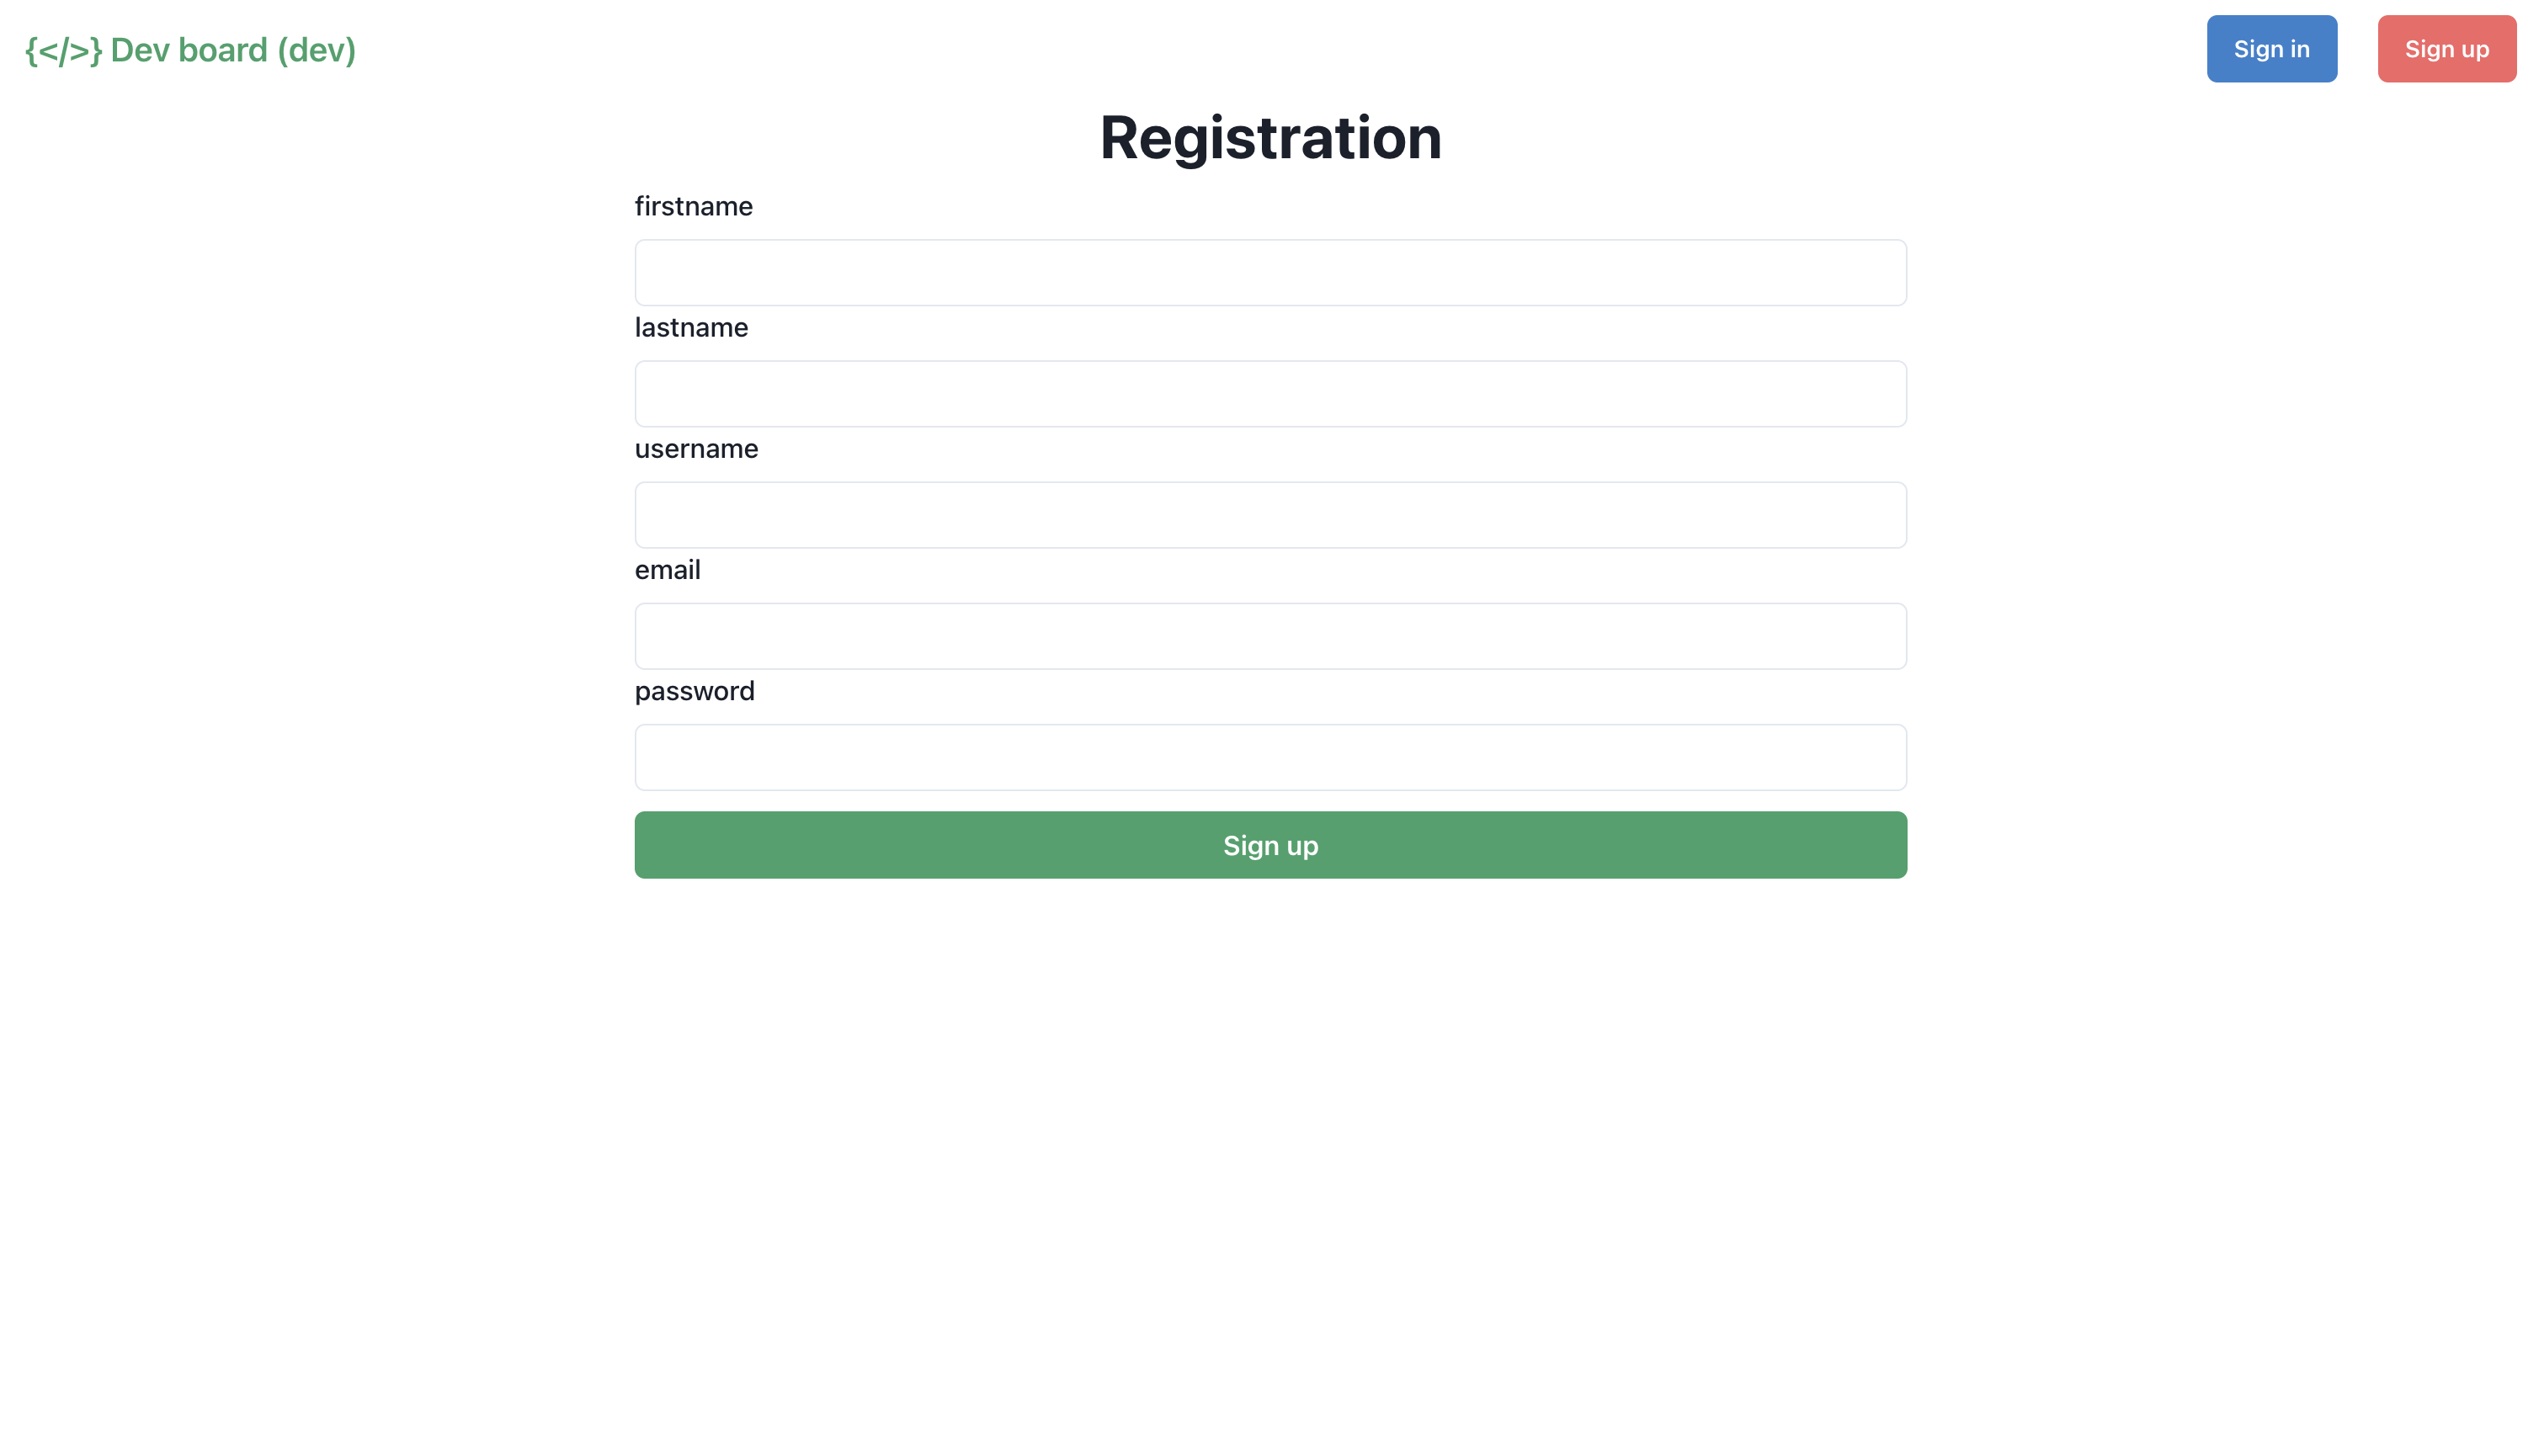 {</>} Dev board (dev)
Sign in
Sign up
Registration
firstname
lastname
username
email
password
Sign up